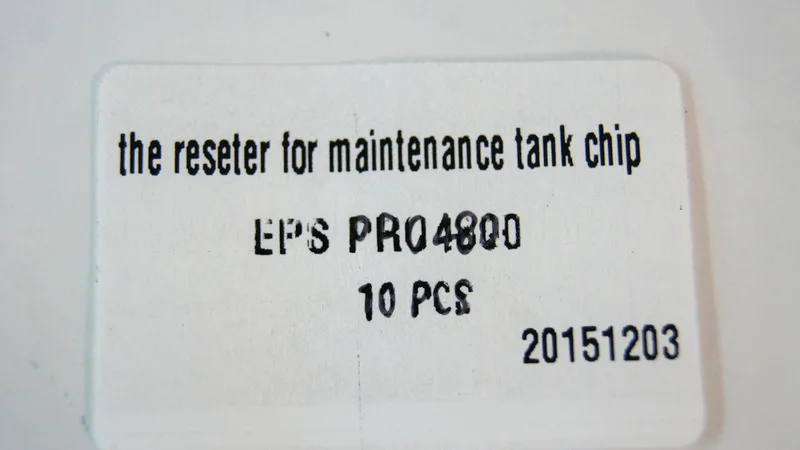 the reseter for maintenance tank chip
EPS PRO4800
10 PCS
20151203